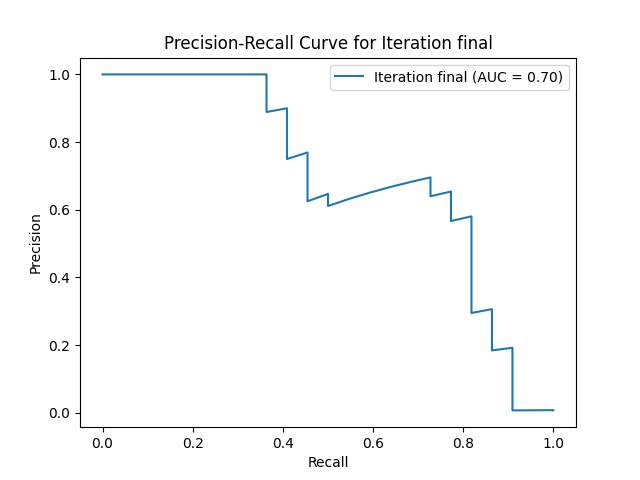 Precision-Recall Curve for Iteration final
Iteration final (AUC = 0.70)
1.0
0.8
0.6
0.4
0.2
0.0
Precision
0.0 0.2 0.4 0.6 0.8 1.0
Recall